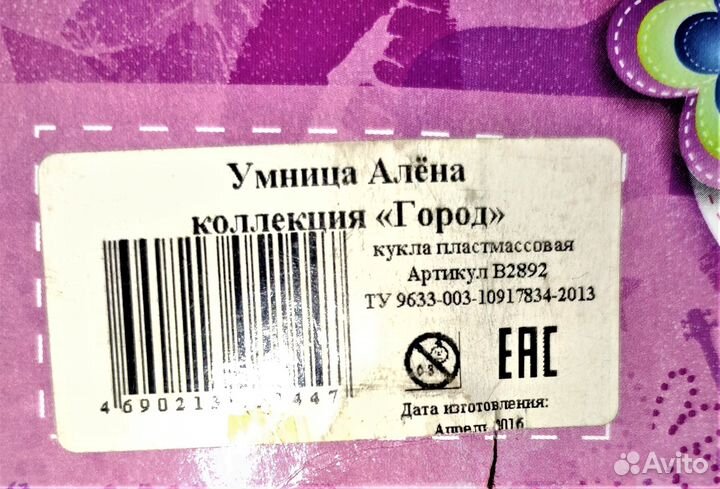 Умница Алёна
коллекция «Город»
кукла пластмассовая
Артикул В2892
ТУ 9633-003-10917834-2013
0-3
ЕАС
Дата изготовления:
Апрель 2016
Avito